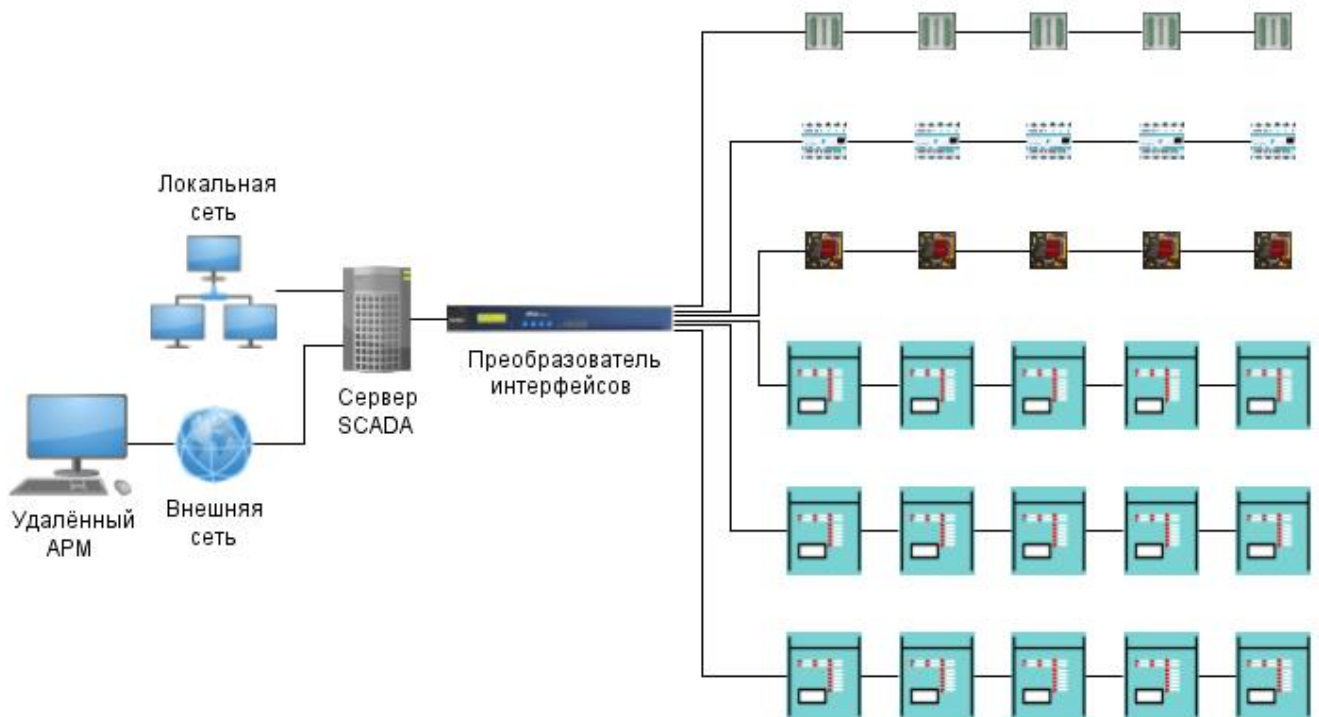 Локальная
сеть
Сервер
SCADA
Преобразователь
интерфейсов
Удалённый
АРМ
Внешняя
сеть